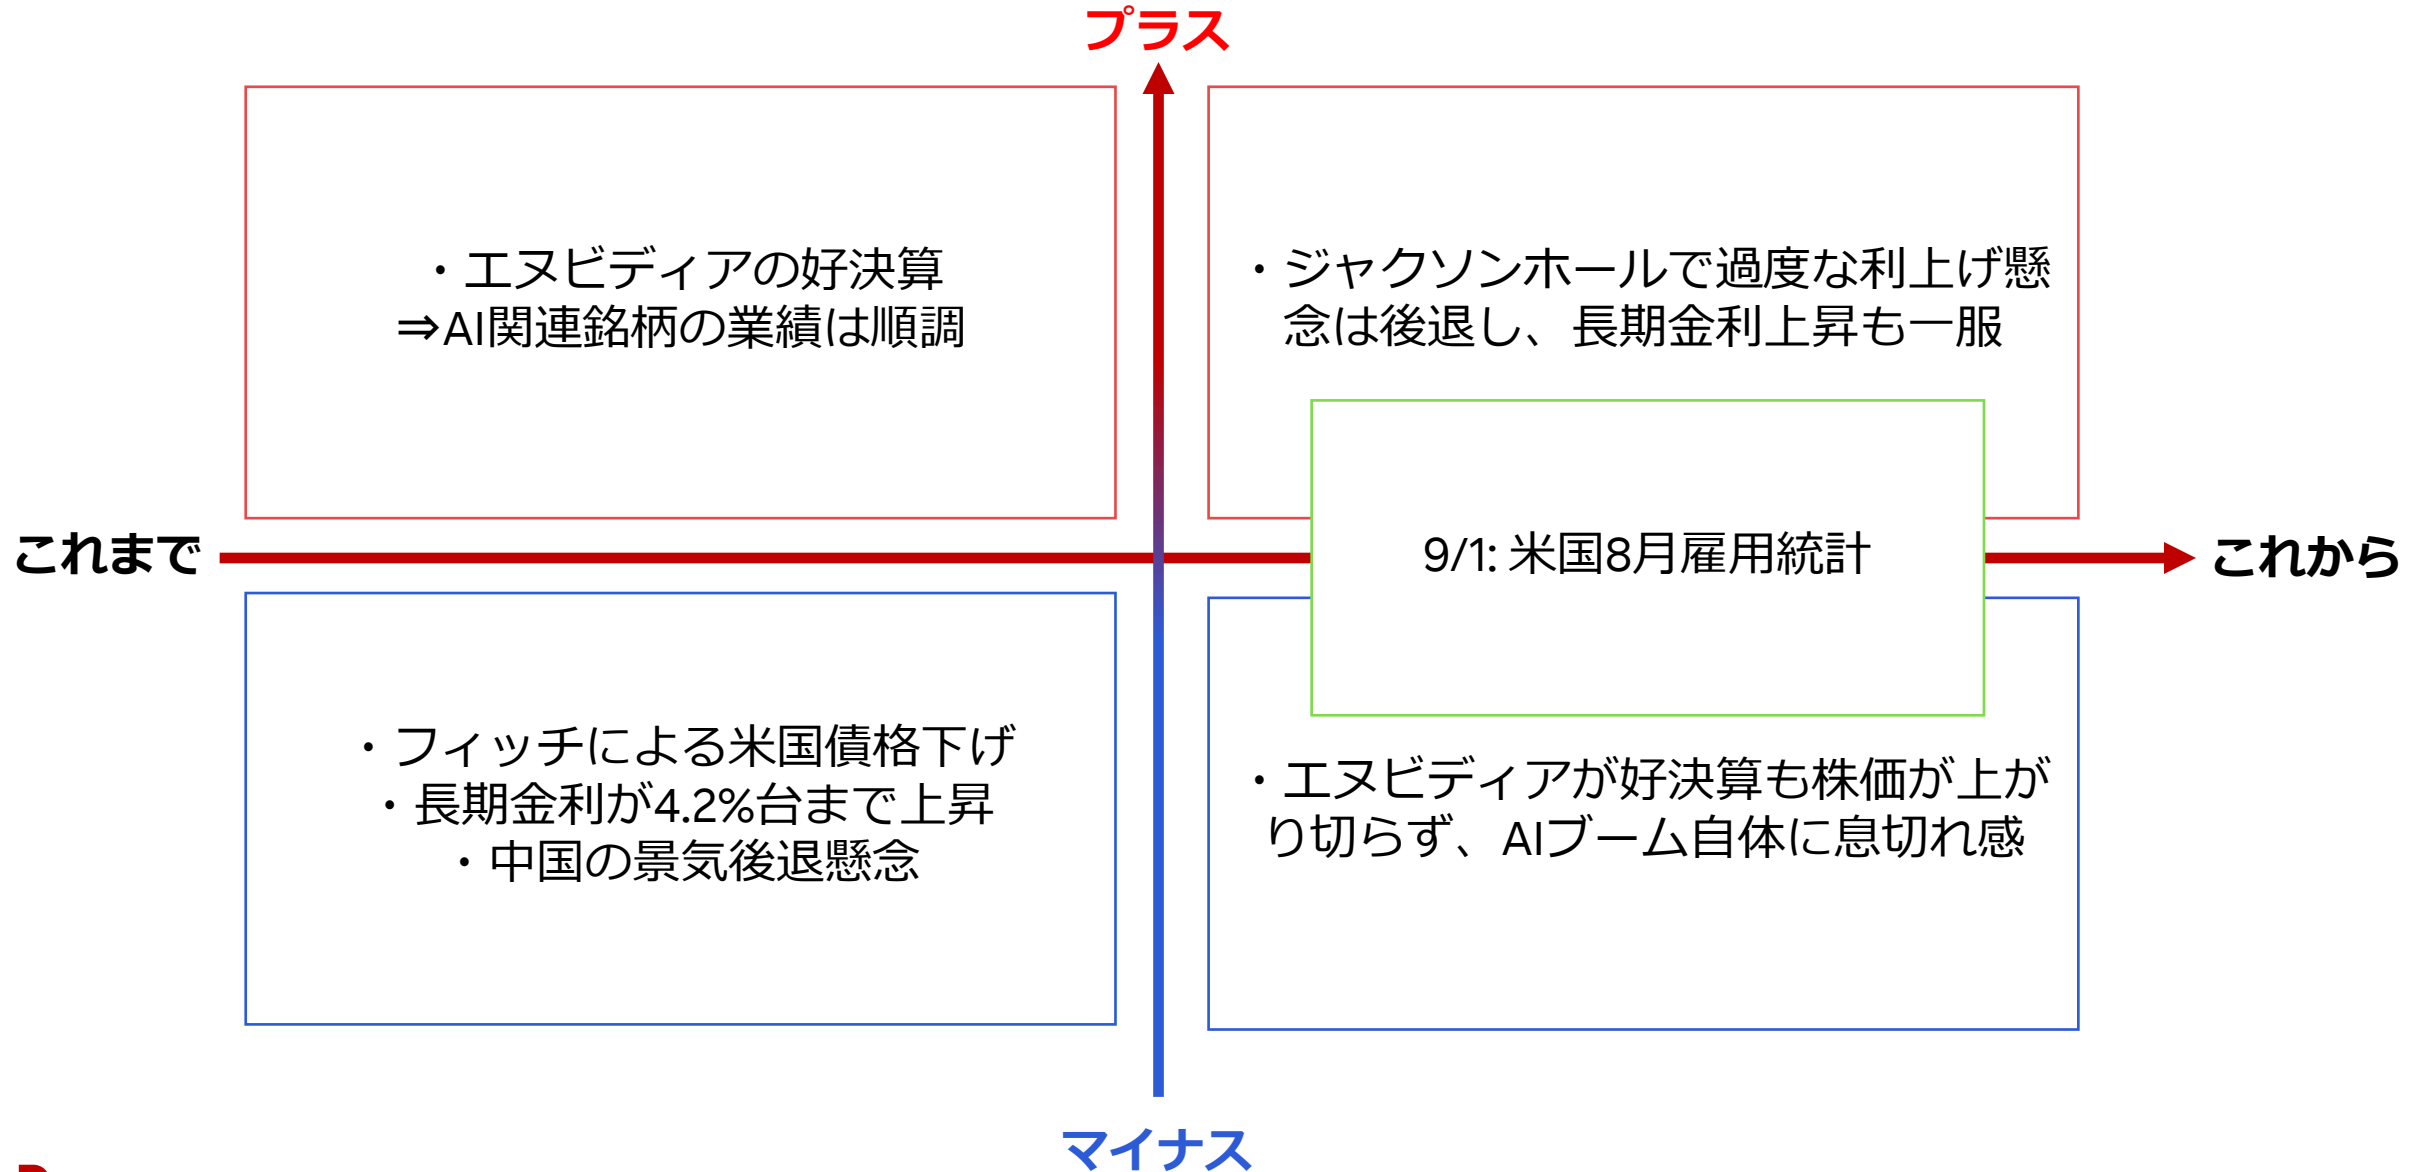 プラス
・エヌビディアの好決算
⇒AI関連銘柄の業績は順調
・ジャクソンホールで過度な利上げ懸
念は後退し、長期金利上昇も一服
これまで
9/1: 米国8月雇用統計
これから
・フィッチによる米国債格下げ
・長期金利が4.2%台まで上昇
・中国の景気後退懸念
・エヌビディアが好決算も株価が上が
り切らず、AIブーム自体に息切れ感
マイナス